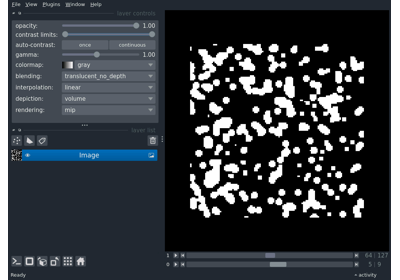 File View Plugins Window Help
layer controls
opacity: 1.00
contrast limits:
auto-contrast: once continuous
gamma: 1.00
colormap: gray
blending: translucent_no_depth
interpolation: linear
depiction: volume
rendering: mip
layer list
Image
1 64 127
0 5 9
Ready activity